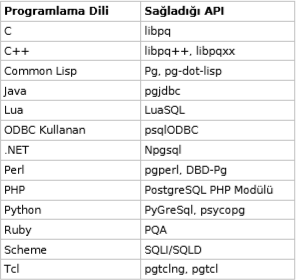 Programlama Dili Sağladığı API
C libpq
C++ libpq++, libpqxx
Common Lisp Pg, pg-dot-lisp
Java pgjdbc
Lua LuaSQL
ODBC Kullanan psqlODBC
.NET Npgsql
Perl pgperl, DBD-Pg
PHP PostgreSQL PHP Modülü
Python PyGreSql, psycopg
Ruby PQA
Scheme SQLI/SQLD
Tcl pgtclng, pgtcl